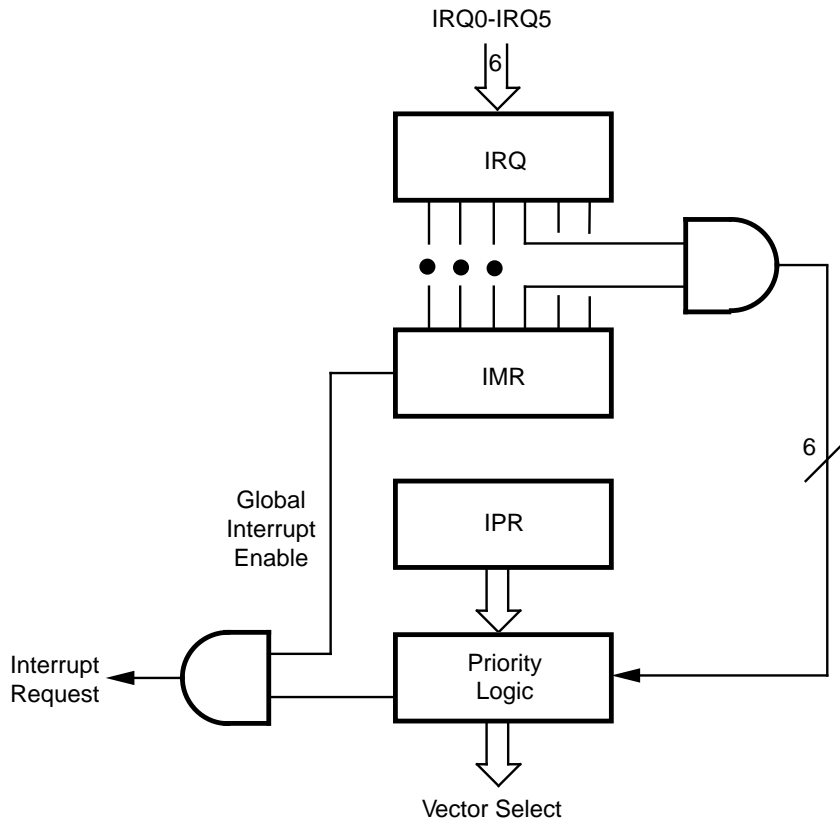 IRQ0-IRQ5
6
IRQ
IMR
6
Global
Interrupt
Enable
IPR
Interrupt
Request
Priority
Logic
Vector Select